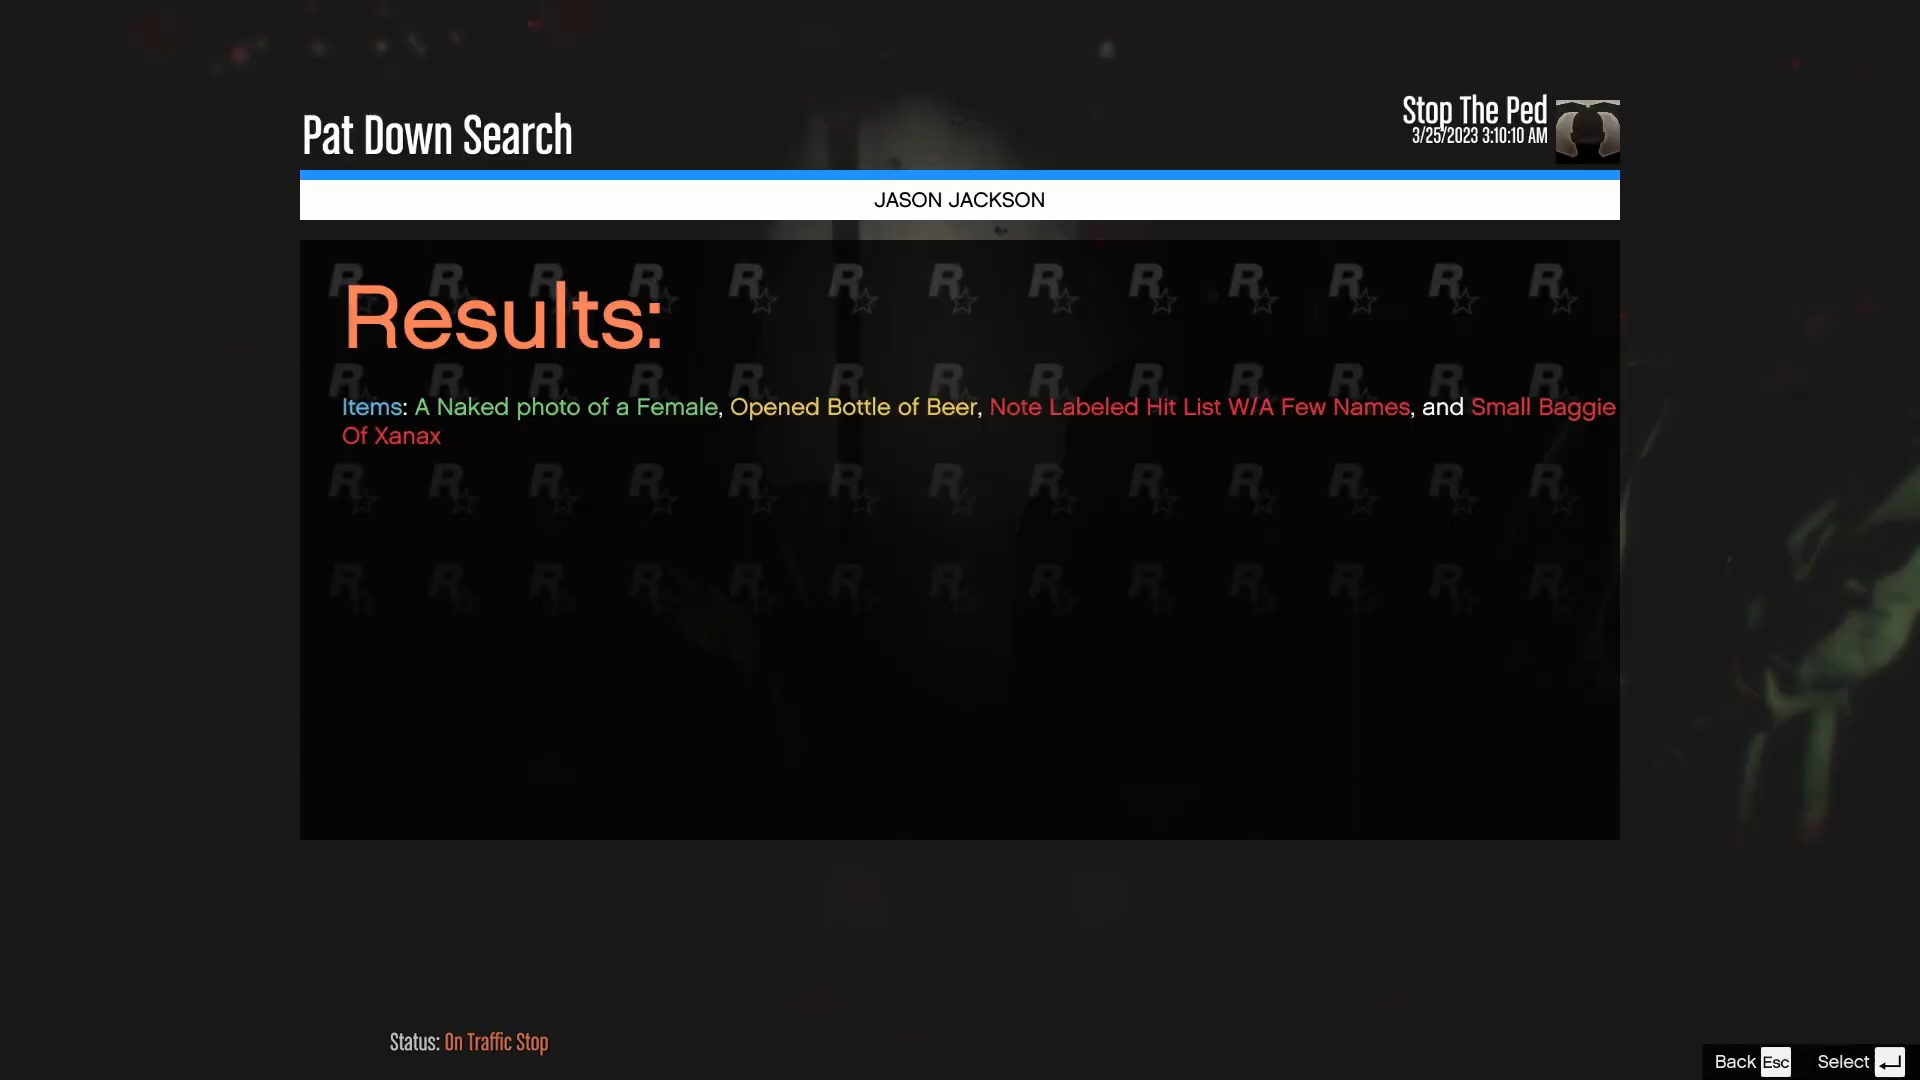 Pat Down Search
Stop The Ped
3/25/2023 3:10:10 AM
JASON JACKSON
Results:
Items: A Naked photo of a Female, Opened Bottle of Beer, Note Labeled Hit List W/A Few Names, and Small Baggie
Of Xanax
Status: On Traffic Stop
Back Esc Select